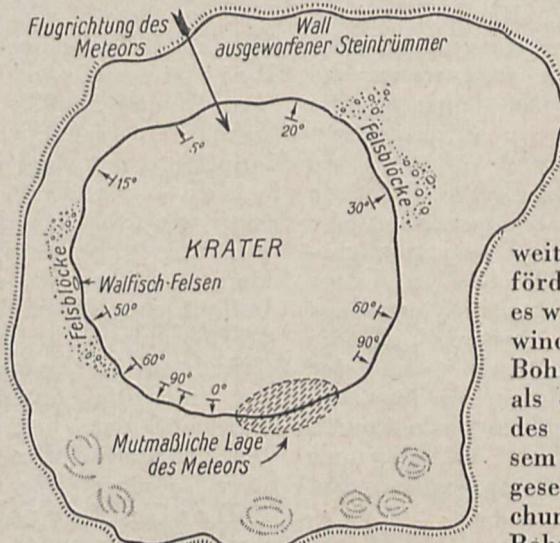 Flugrichtung des
Meteors
Wall
ausgeworfener Steintrümmer
5°
20°
Felsblöcke
15°
30°
KRATER
Felsblöcke
Walfisch-Felsen
50°
60°
60°
90°
90°
0°
Mutmaßliche Lage
des Meteors
weit
förd
es w
wind
Boh
als
des
sem
gese
chun